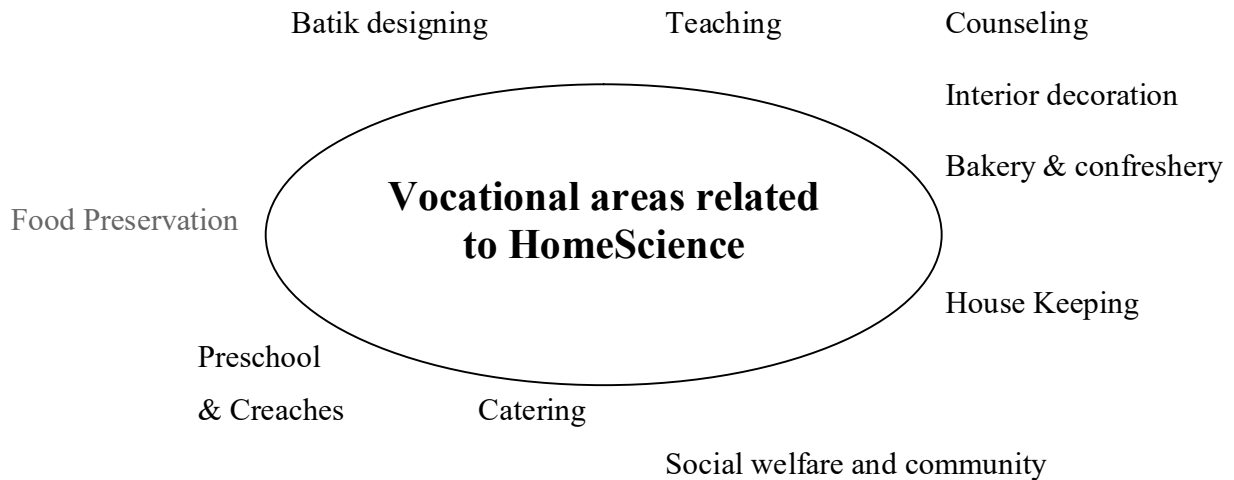 Batik designing
Teaching
Counseling
Interior decoration
Bakery & confreshery
Vocational areas related
to HomeScience
Food Preservation
House Keeping
Preschool
& Creaches
Catering
Social welfare and community